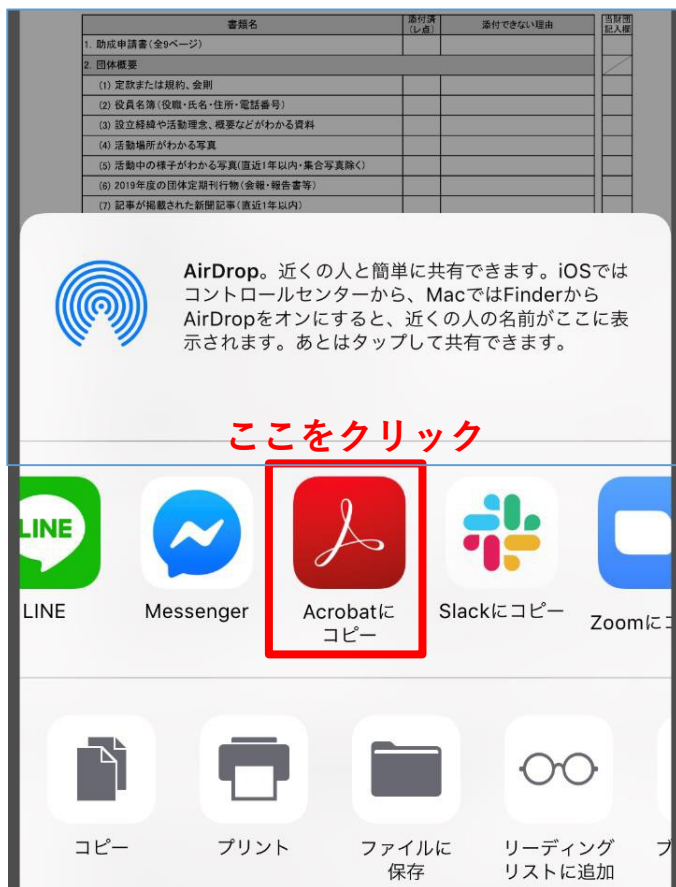 書類名
添付済
(レ点)
添付できない理由
当財団
記入欄
1. 助成申請書(全9ページ)
2. 団体概要
(1) 定款または規約、会則
(2) 役員名簿(役職・氏名・住所・電話番号)
(3) 設立経緯や活動理念、概要などがわかる資料
(4) 活動場所がわかる写真
(5) 活動中の様子がわかる写真(直近1年以内・集合写真除く)
(6) 2019年度の団体定期刊行物(会報・報告書等)
(7) 記事が掲載された新聞記事(直近1年以内)
AirDrop。近くの人と簡単に共有できます。iOSでは
コントロールセンターから、MacではFinderから
AirDropをオンにすると、近くの人の名前がここに表
示されます。あとはタップして共有できます。
ここをクリック
LINE
LINE
Messenger
Acrobatに
コピー
Slackにコピー
Zoomに
コピー
プリント
ファイルに
保存
リーディング
リストに追加